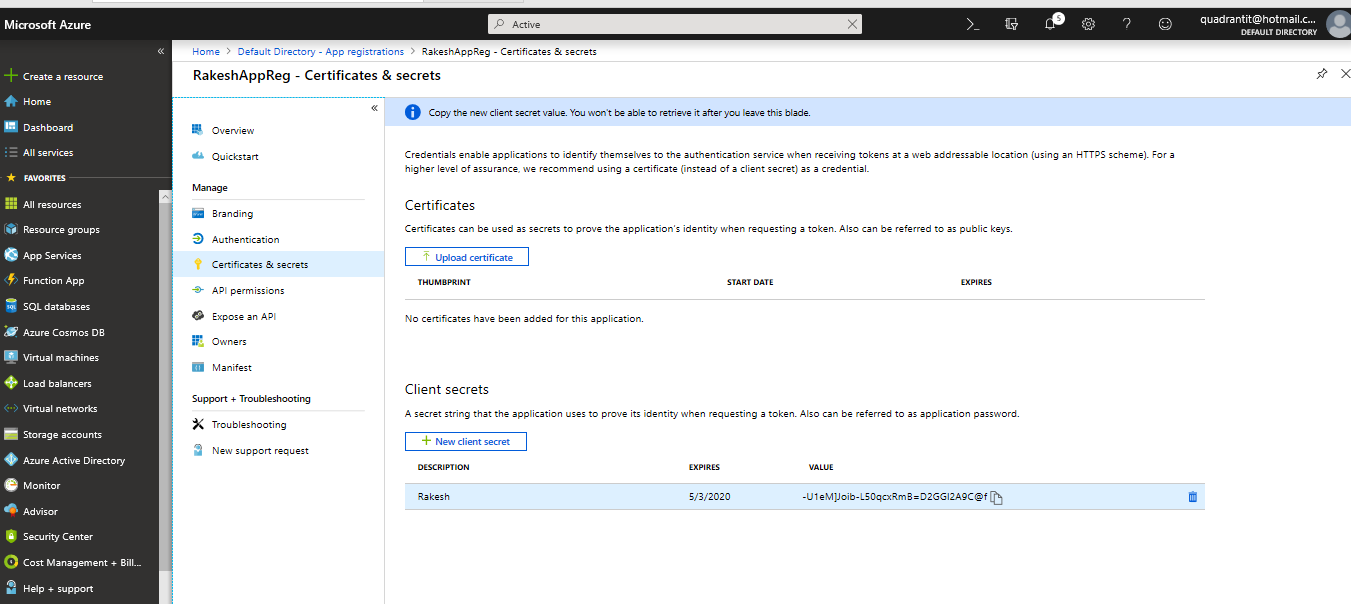 Microsoft Azure
Active
5
quadrantit@hotmail.c...
DEFAULT DIRECTORY
Create a resource
Home
Dashboard
All services
FAVORITES
All resources
Resource groups
App Services
Function App
SQL databases
Azure Cosmos DB
Virtual machines
Load balancers
Virtual networks
Storage accounts
Azure Active Directory
Monitor
Advisor
Security Center
Cost Management + Bill...
Help + support
Home > Default Directory - App registrations > RakeshAppReg - Certificates & secrets
RakeshAppReg - Certificates & secrets
Overview
Quickstart
Manage
Branding
Authentication
Certificates & secrets
API permissions
Expose an API
Owners
Manifest
Support + Troubleshooting
Troubleshooting
New support request
Copy the new client secret value. You won't be able to retrieve it after you leave this blade.
Credentials enable applications to identify themselves to the authentication service when receiving tokens at a web addressable location (using an HTTPS scheme). For a
higher level of assurance, we recommend using a certificate (instead of a client secret) as a credential.
Certificates
Certificates can be used as secrets to prove the application's identity when requesting a token. Also can be referred to as public keys.
Upload certificate
THUMBPRINT START DATE EXPIRES
No certificates have been added for this application.
Client secrets
A secret string that the application uses to prove its identity when requesting a token. Also can be referred to as application password.
New client secret
DESCRIPTION EXPIRES VALUE
Rakesh 5/3/2020